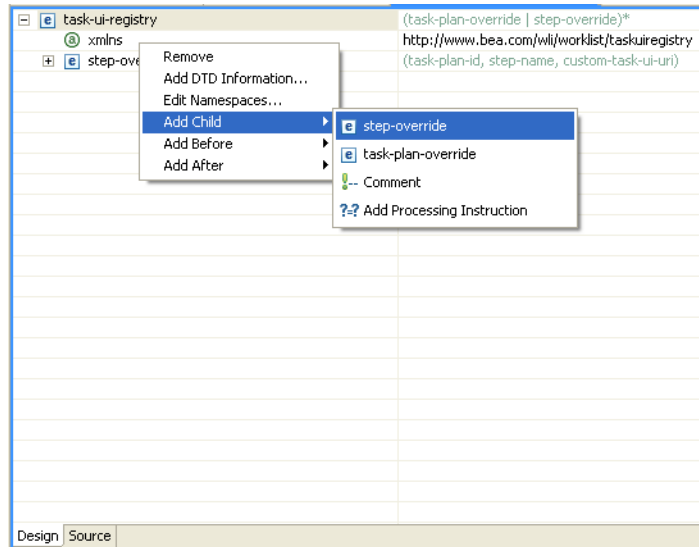 task-ui-registry (task-plan-override | step-override)*
xmlns http://www.bea.com/wli/worklist/taskuiregistry
step-ove (task-plan-id, step-name, custom-task-ui-uri)
Remove
Add DTD Information...
Edit Namespaces...
Add Child
Add Before
Add After
step-override
task-plan-override
Comment
Add Processing Instruction
Design Source